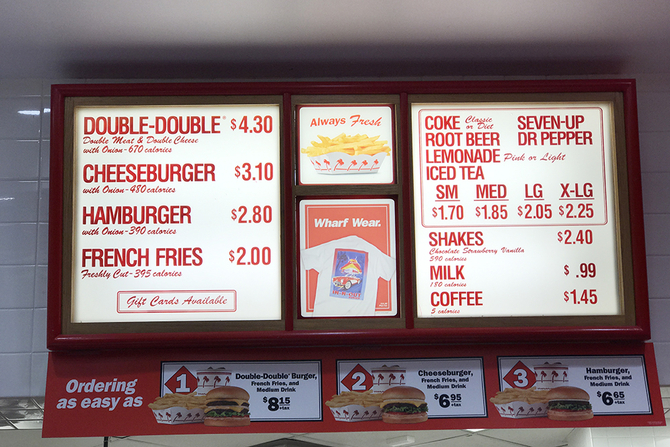 DOUBLE-DOUBLE® $4.30
Double Meat & Double Cheese
with Onion-670 calories
CHEESEBURGER $3.10
with Onion-480 calories
HAMBURGER $2.80
with Onion-390 calories
FRENCH FRIES $2.00
Freshly Cut-395 calories
Gift Cards Available
Always Fresh
Wharf Wear.
COKE Classic or Diet SEVEN-UP
ROOT BEER DR PEPPER
LEMONADE Pink or Light
ICED TEA
SM MED LG X-LG
$1.70 $1.85 $2.05 $2.25
SHAKES $2.40
Chocolate Strawberry Vanilla
590 calories
MILK $ .99
180 calories
COFFEE $1.45
5 calories
Ordering
as easy as
1
Double-Double® Burger,
French Fries, and
Medium Drink
$8.15
+tax
2
Cheeseburger,
French Fries, and
Medium Drink
$6.95
+tax
3
Hamburger,
French Fries, and
Medium Drink
$6.65
+tax